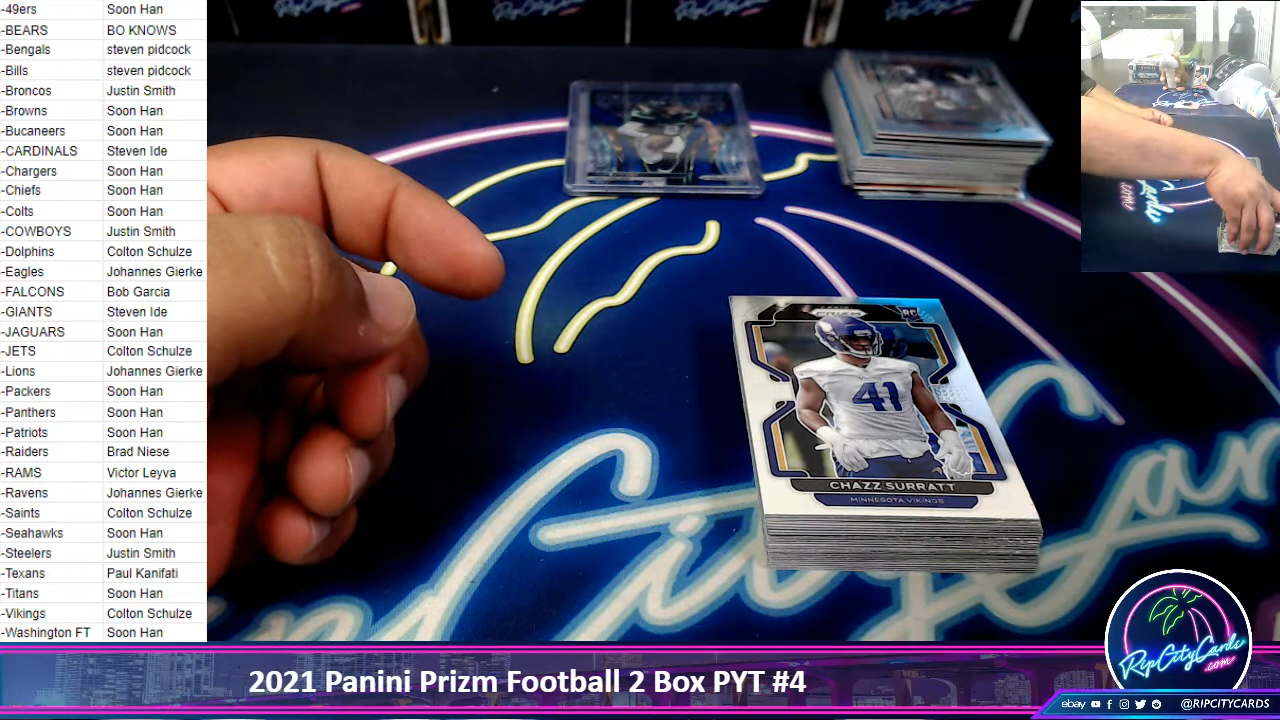 -49ers Soon Han
-BEARS BO KNOWS
-Bengals steven pidcock
-Bills steven pidcock
-Broncos Justin Smith
-Browns Soon Han
-Bucaneers Soon Han
-CARDINALS Steven Ide
-Chargers Soon Han
-Chiefs Soon Han
-Colts Soon Han
-COWBOYS Justin Smith
-Dolphins Colton Schulze
-Eagles Johannes Gierke
-FALCONS Bob Garcia
-GIANTS Steven Ide
-JAGUARS Soon Han
-JETS Colton Schulze
-Lions Johannes Gierke
-Packers Soon Han
-Panthers Soon Han
-Patriots Soon Han
-Raiders Brad Niese
-RAMS Victor Leyva
-Ravens Johannes Gierke
-Saints Colton Schulze
-Seahawks Soon Han
-Steelers Justin Smith
-Texans Paul Kanifati
-Titans Soon Han
-Vikings Colton Schulze
-Washington FT Soon Han
PRIZM RC
41
CHAZZ SURRATT
MINNESOTA VIKINGS
RipCityCards
.com
2021 Panini Prizm Football 2 Box PYT #4
ebay @RIPCITYCARDS